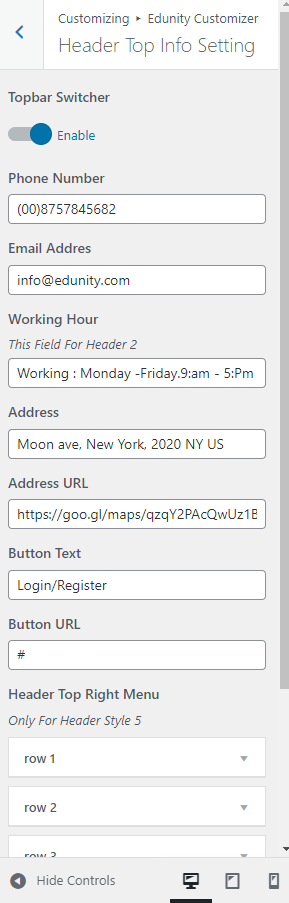 Customizing ▸ Edunity Customizer
Header Top Info Setting
Topbar Switcher
Enable
Phone Number
(00)8757845682
Email Addres
info@edunity.com
Working Hour
This Field For Header 2
Working : Monday -Friday.9:am - 5:Pm
Address
Moon ave, New York, 2020 NY US
Address URL
https://goo.gl/maps/qzqY2PAcQwUz1B
Button Text
Login/Register
Button URL
#
Header Top Right Menu
Only For Header Style 5
row 1
row 2
row 3
Hide Controls